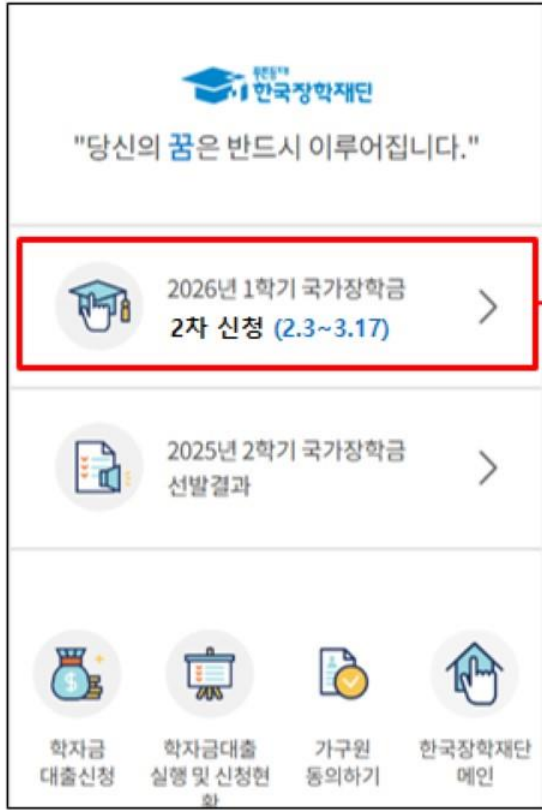 푸른등대
한국장학재단
"당신의 꿈은 반드시 이루어집니다."
2026년 1학기 국가장학금
2차 신청 (2.3~3.17)
2025년 2학기 국가장학금
선발결과
학자금
대출신청
학자금대출
실행 및 신청현
황
가구원
동의하기
한국장학재단
메인